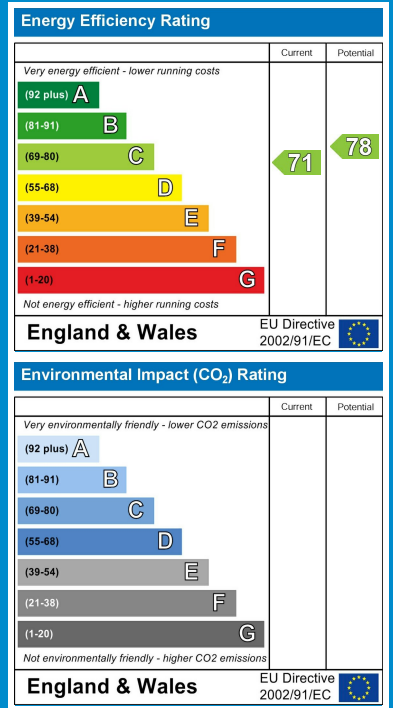 Energy Efficiency Rating
Current Potential
Very energy efficient - lower running costs
(92 plus) A
(81-91) B
(69-80) C
(55-68) D
(39-54) E
(21-38) F
(1-20) G
71
78
Not energy efficient - higher running costs
England & Wales
EU Directive
2002/91/EC
Environmental Impact (CO₂) Rating
Current Potential
Very environmentally friendly - lower CO2 emissions
(92 plus) A
(81-91) B
(69-80) C
(55-68) D
(39-54) E
(21-38) F
(1-20) G
Not environmentally friendly - higher CO2 emissions
England & Wales
EU Directive
2002/91/EC